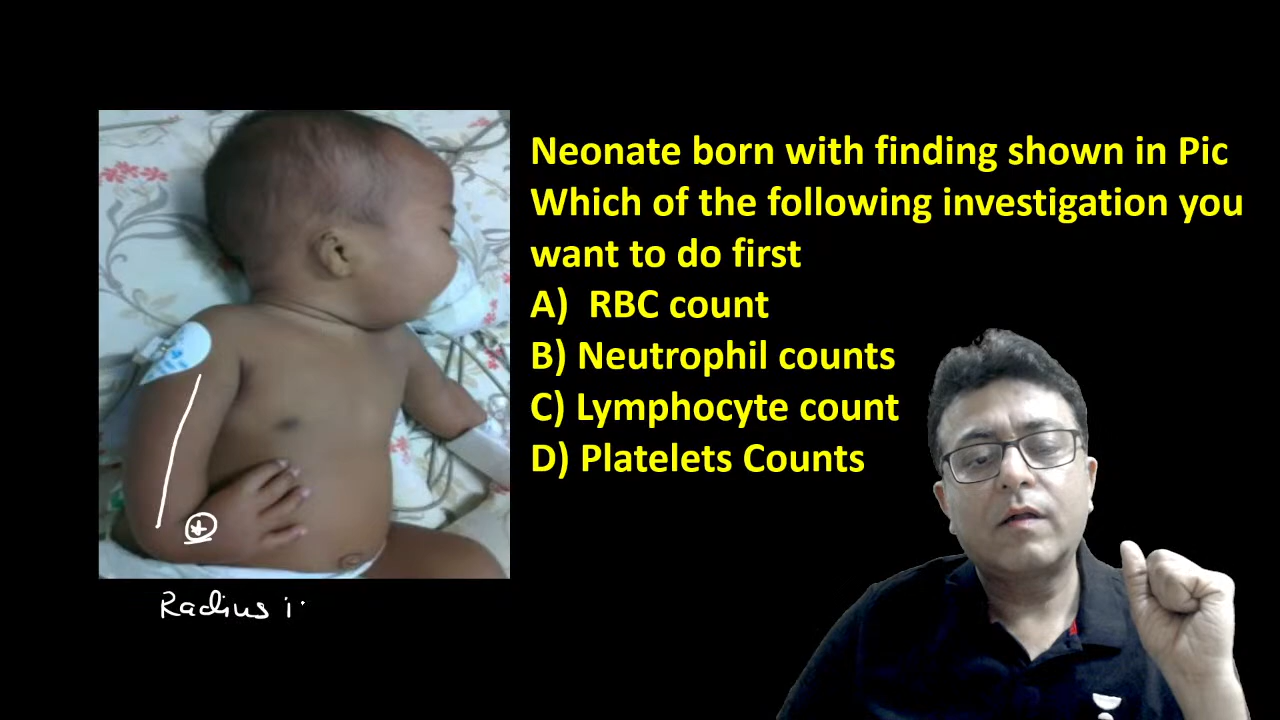 Neonate born with finding shown in Pic
Which of the following investigation you
want to do first
A) RBC count
B) Neutrophil counts
C) Lymphocyte count
D) Platelets Counts
Radius i